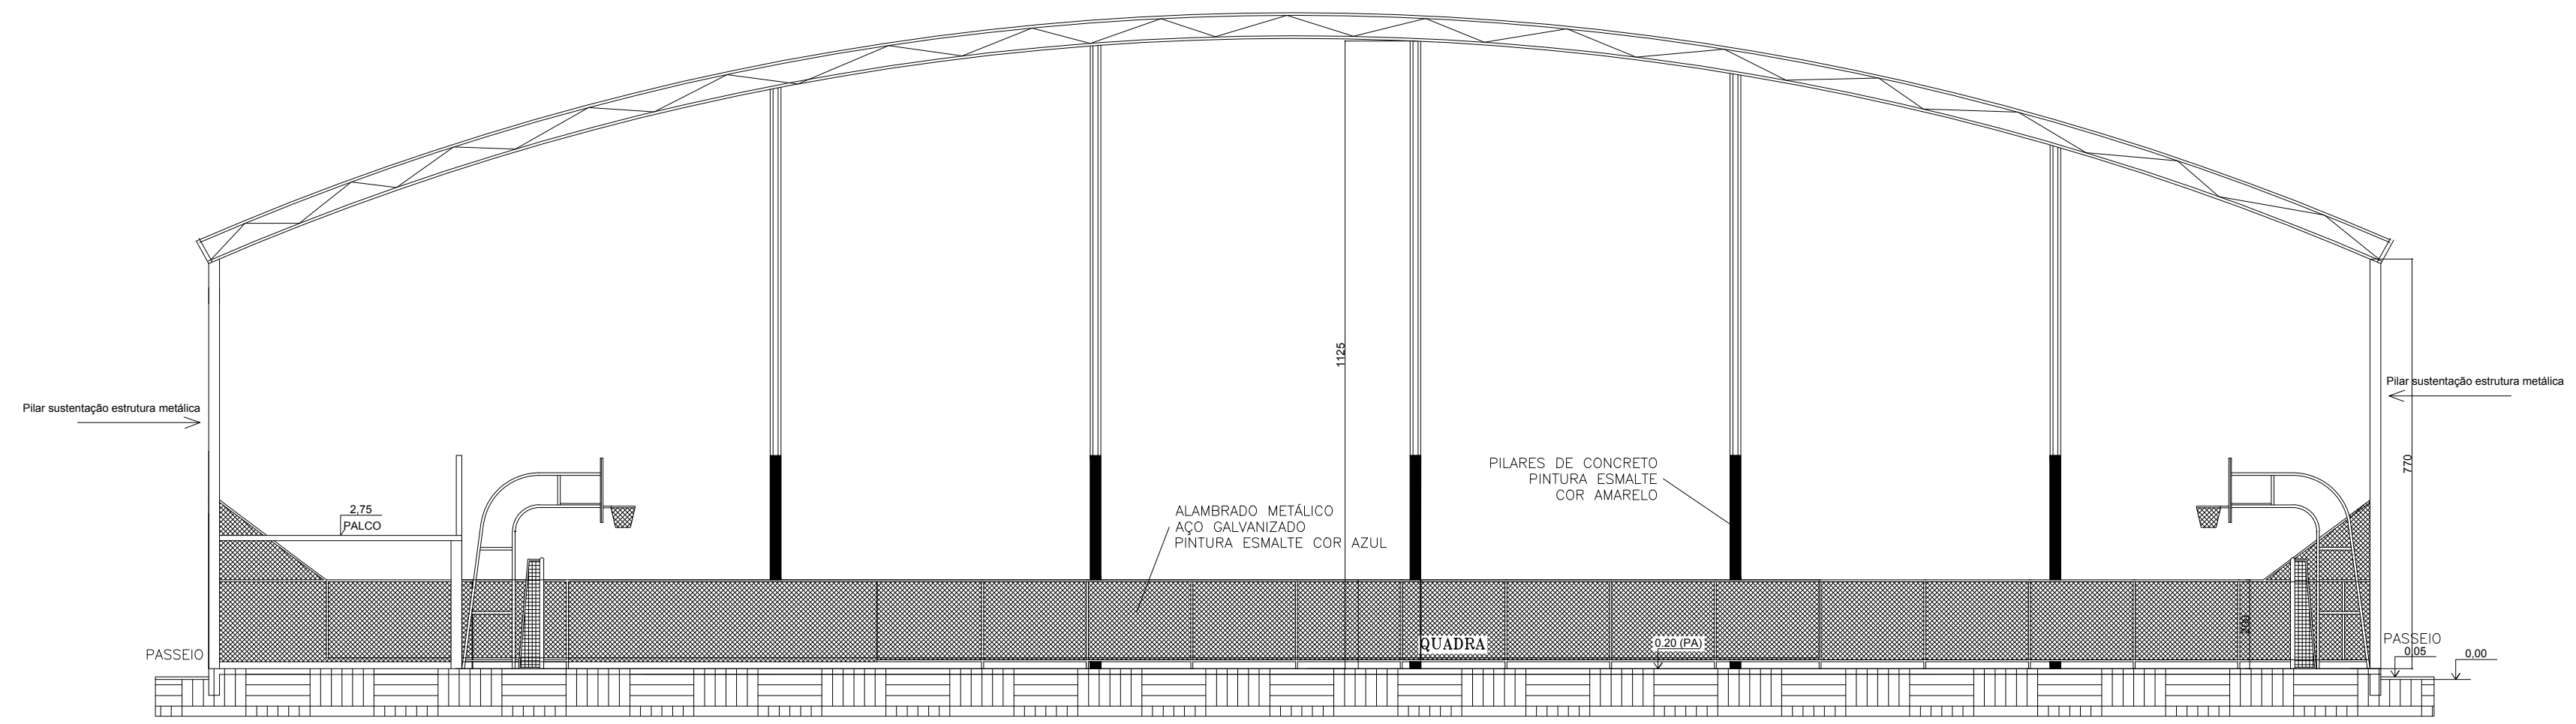 1125
Pilar sustentação estrutura metálica
Pilar sustentação estrutura metálica
770
PILARES DE CONCRETO
PINTURA ESMALTE
COR AMARELO
2,75
PALCO
ALAMBRADO METÁLICO
AÇO GALVANIZADO
PINTURA ESMALTE COR AZUL
200
PASSEIO
QUADRA
0.20 (PA)
PASSEIO
0.05
0,00